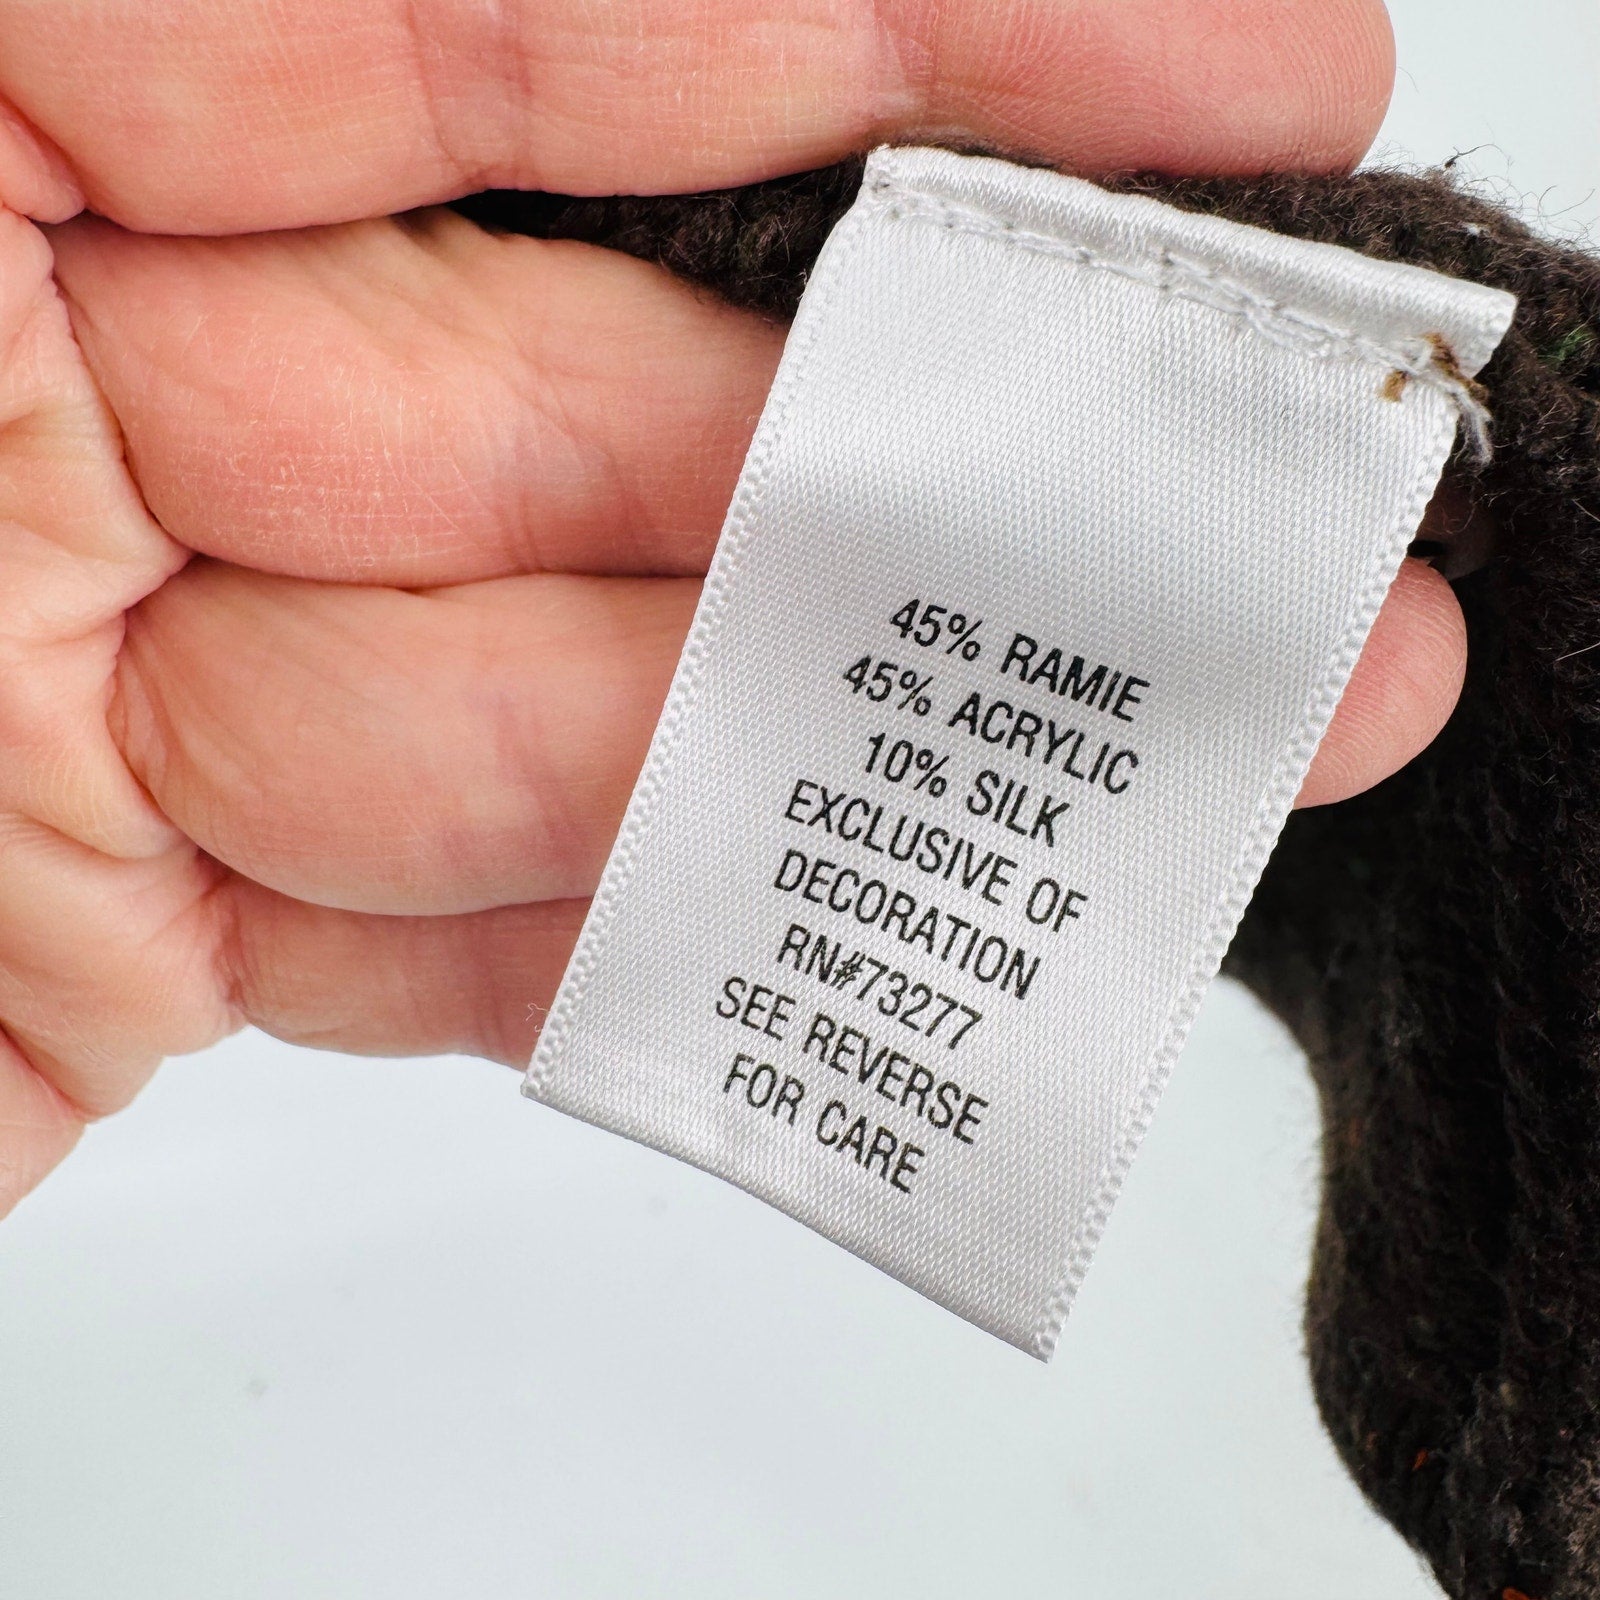 45% RAMIE
45% ACRYLIC
10% SILK
EXCLUSIVE OF
DECORATION
RN#73277
SEE REVERSE
FOR CARE